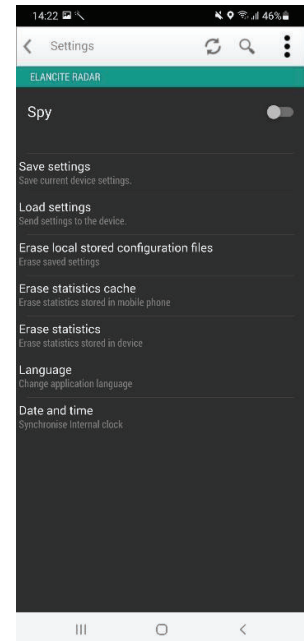 14:22 46%
Settings
ELANCITE RADAR
Spy
Save settings
Save current device settings.
Load settings
Send settings to the device.
Erase local stored configuration files
Erase saved settings
Erase statistics cache
Erase statistics stored in mobile phone
Erase statistics
Erase statistics stored in device
Language
Change application language
Date and time
Synchronise Internal clock